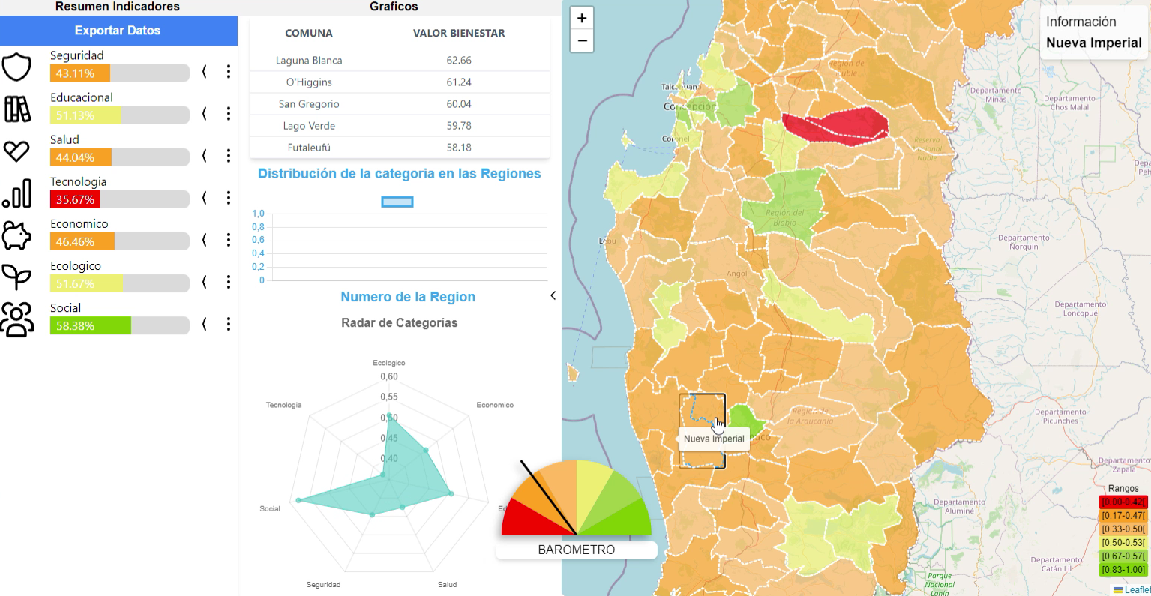 Resumen Indicadores
Exportar Datos
Seguridad
43.11%
Educacional
51.13%
Salud
44.04%
Tecnologia
35.67%
Economico
46.46%
Ecologico
51.67%
Social
58.38%
Graficos
COMUNA VALOR BIENESTAR
Laguna Blanca 62.66
O'Higgins 61.24
San Gregorio 60.04
Lago Verde 59.78
Futaleufú 58.18
Distribución de la categoria en las Regiones
1,0
0,8
0,6
0,4
0,2
0
Numero de la Region
Radar de Categorias
Ecologico
0,60
0,55
0,50
0,45
0,40
Tecnologia
Economico
Social
Seguridad
Salud
BAROMETRO
+
−
Información
Nueva Imperial
Concepción
Coronel
Angol
Región del
Biobío
Nueva Imperial
Departamento
Minas
Departamento
Chos Malal
Departamento
Ñorquín
Departamento
Loncopué
Departamento
Picunches
Departamento
Zapala
Departamento
Aluminé
Departamento
Catán Lil
Parque
Nacional
Lanín
Rangos
[0.00-0.42[
[0.17-0.47[
[0.33-0.50[
[0.50-0.53[
[0.67-0.57[
[0.83-1.00]
Leaflet